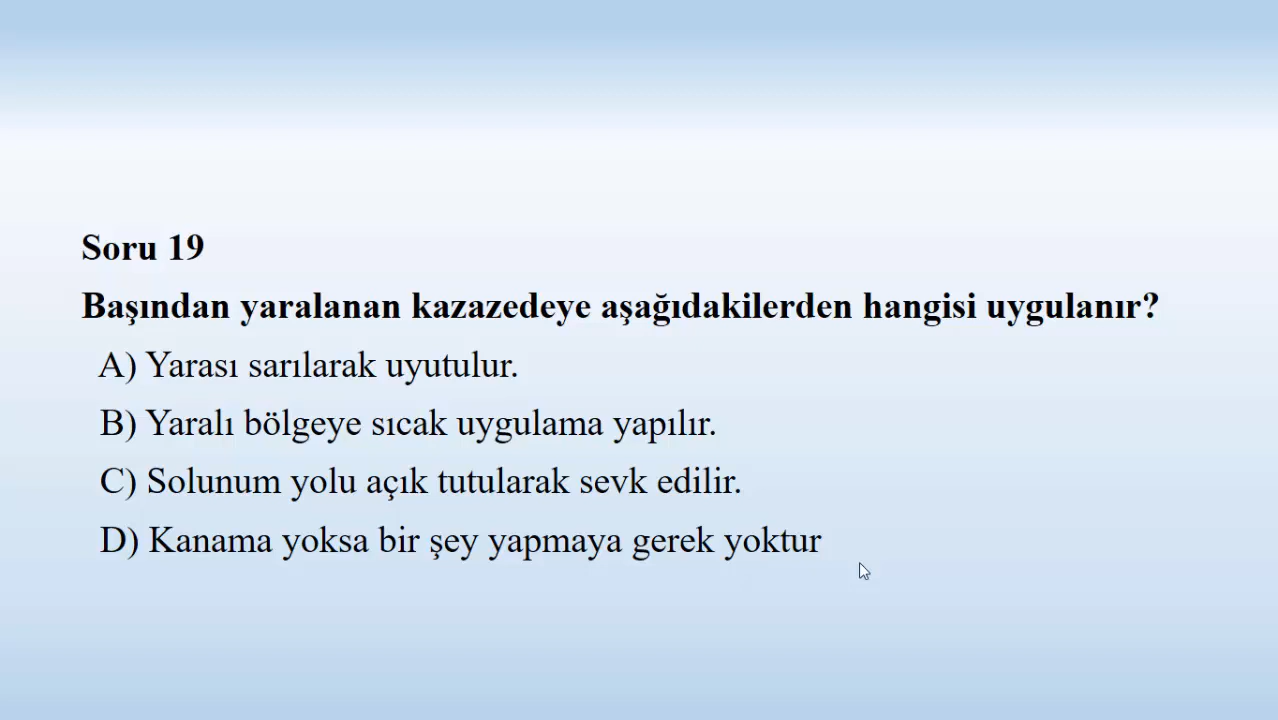 Soru 19
Başından yaralanan kazazedeye aşağıdakilerden hangisi uygulanır?
A) Yarası sarılarak uyutulur.
B) Yaralı bölgeye sıcak uygulama yapılır.
C) Solunum yolu açık tutularak sevk edilir.
D) Kanama yoksa bir şey yapmaya gerek yoktur